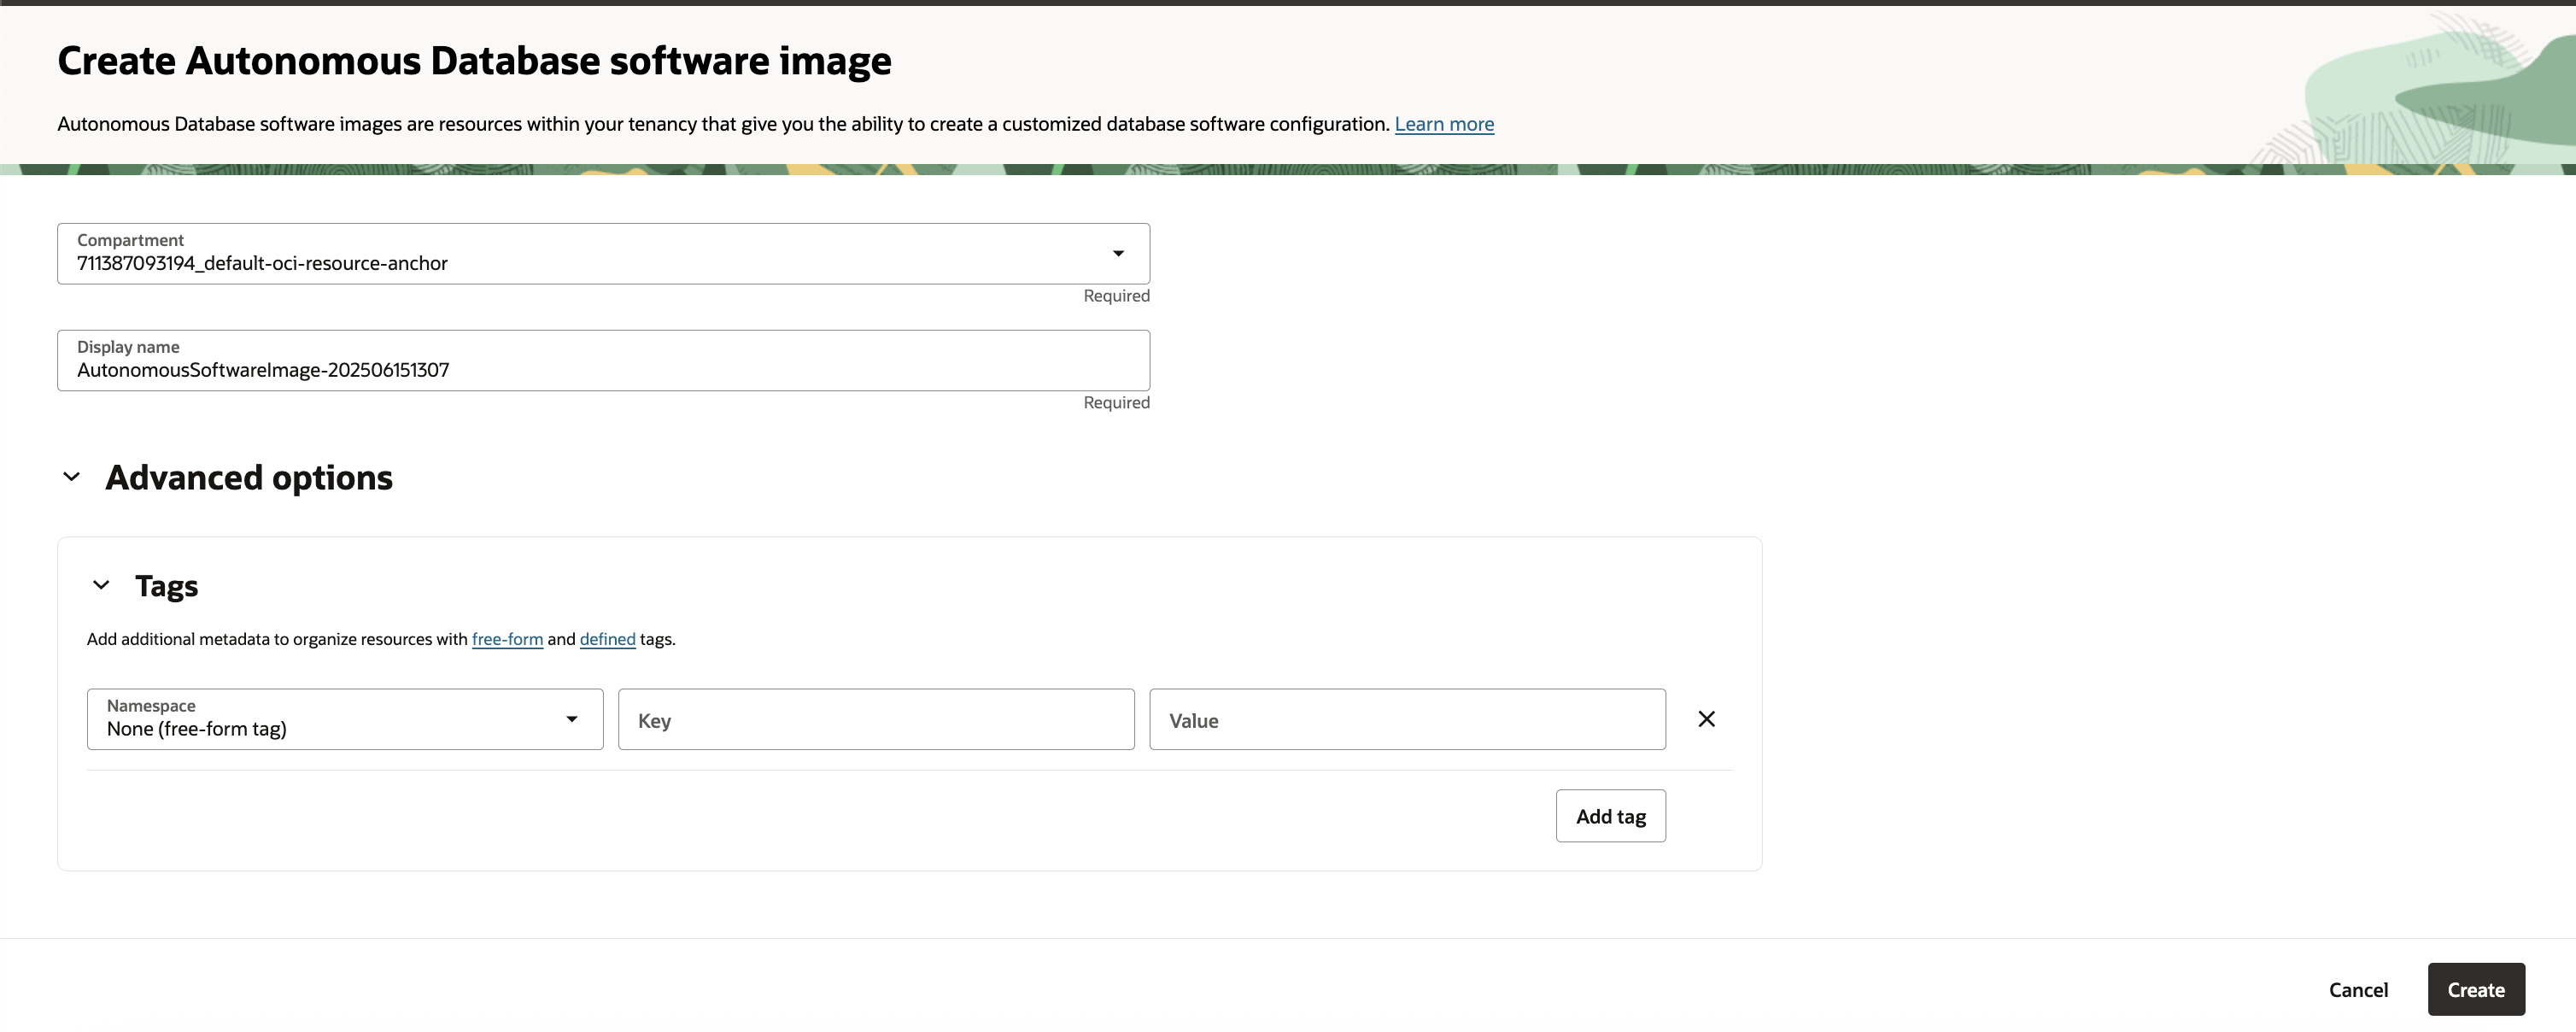 Create Autonomous Database software image
Autonomous Database software images are resources within your tenancy that give you the ability to create a customized database software configuration. Learn more
Compartment
711387093194_default-oci-resource-anchor
Required
Display name
AutonomousSoftwareImage-202506151307
Required
Advanced options
Tags
Add additional metadata to organize resources with free-form and defined tags.
Namespace
None (free-form tag)
Key
Value
Add tag
Cancel
Create